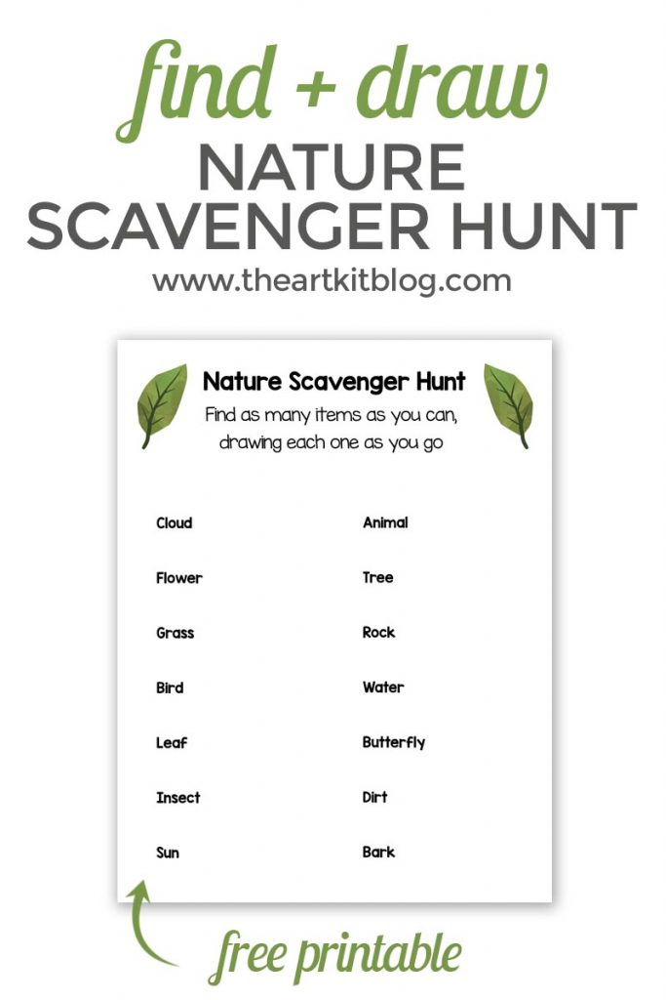 find + draw
NATURE
SCAVENGER HUNT
www.theartkitblog.com
Nature Scavenger Hunt
Find as many items as you can,
drawing each one as you go
Cloud
Flower
Grass
Bird
Leaf
Insect
Sun
Animal
Tree
Rock
Water
Butterfly
Dirt
Bark
free printable